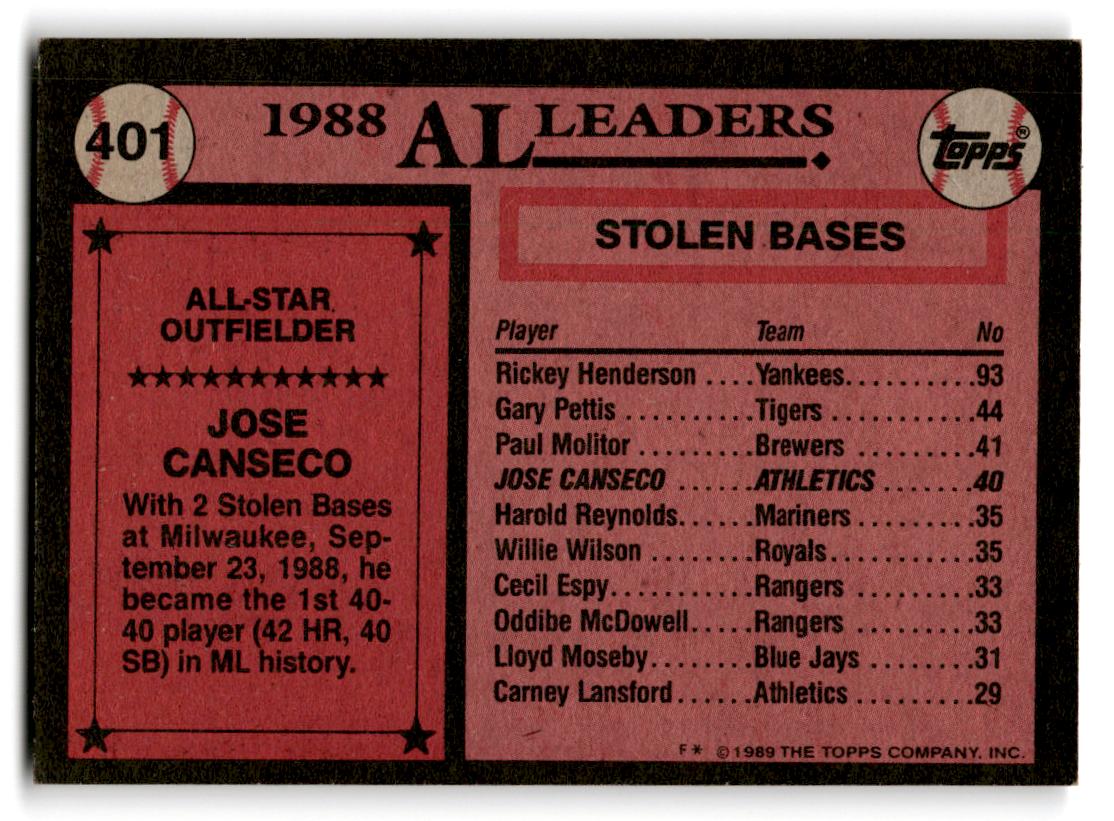 401
1988 AL LEADERS
TOPPS®
ALL-STAR
OUTFIELDER
JOSE
CANSECO
With 2 Stolen Bases
at Milwaukee, Sep-
tember 23, 1988, he
became the 1st 40-
40 player (42 HR, 40
SB) in ML history.
STOLEN BASES
Player Team No
Rickey Henderson ....Yankees..........93
Gary Pettis ..........Tigers ...........44
Paul Molitor ..........Brewers ..........41
JOSE CANSECO ......ATHLETICS .......40
Harold Reynolds......Mariners .........35
Willie Wilson .........Royals...........35
Cecil Espy...........Rangers .........33
Oddibe McDowell.....Rangers .........33
Lloyd Moseby........Blue Jays ........31
Carney Lansford......Athletics .........29
F* ©1989 THE TOPPS COMPANY, INC.